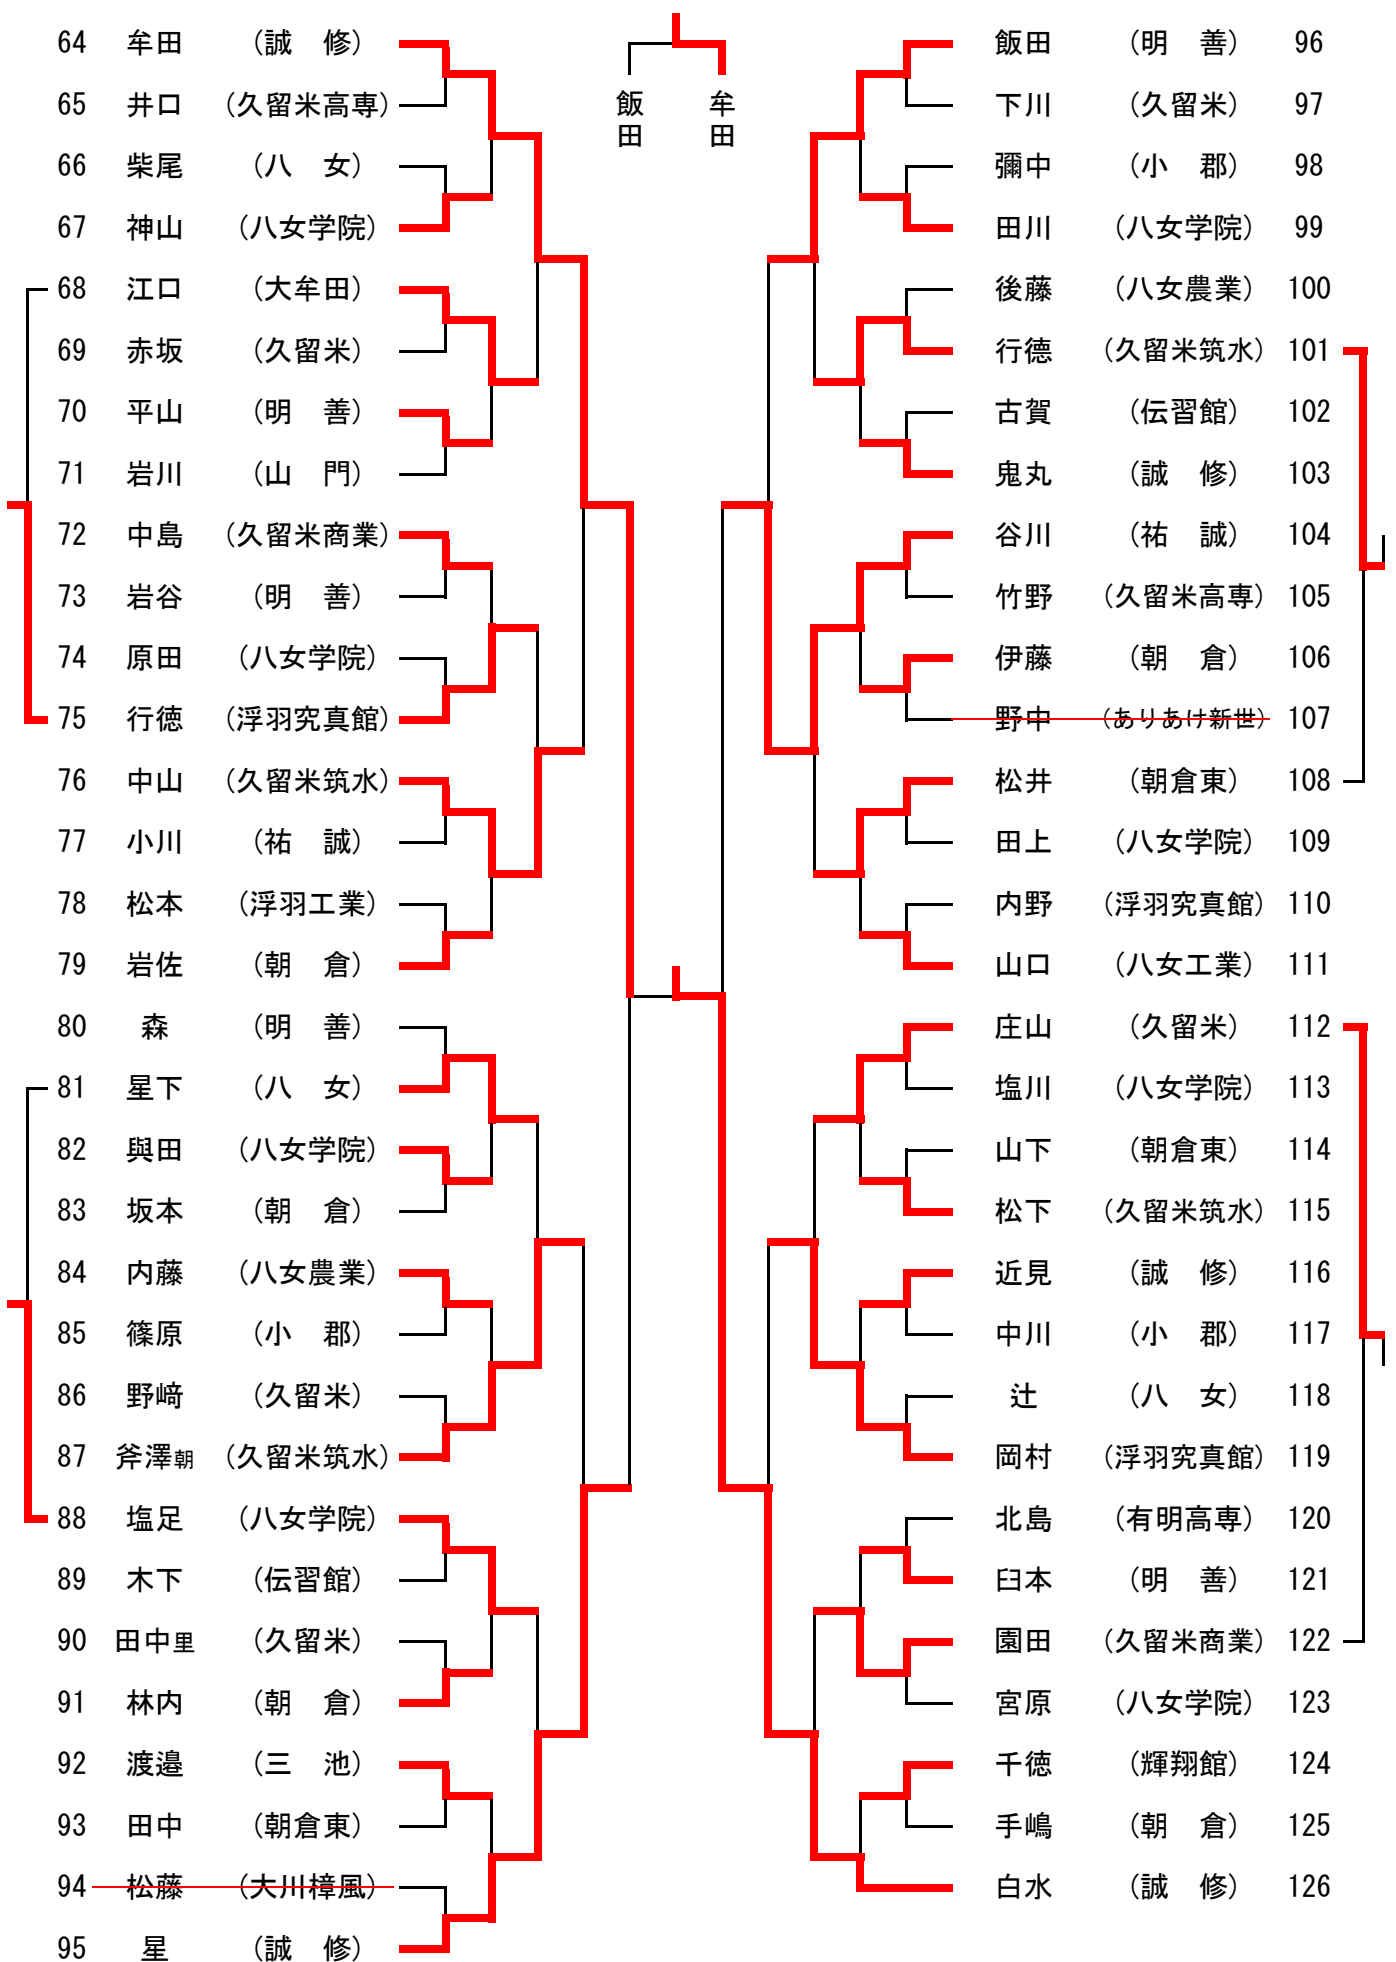 64 牟田 (誠 修)
65 井口 (久留米高専)
66 柴尾 (八 女)
67 神山 (八女学院)
68 江口 (大牟田)
69 赤坂 (久留米)
70 平山 (明 善)
71 岩川 (山 門)
72 中島 (久留米商業)
73 岩谷 (明 善)
74 原田 (八女学院)
75 行徳 (浮羽究真館)
76 中山 (久留米筑水)
77 小川 (祐 誠)
78 松本 (浮羽工業)
79 岩佐 (朝 倉)
80 森 (明 善)
81 星下 (八 女)
82 與田 (八女学院)
83 坂本 (朝 倉)
84 内藤 (八女農業)
85 篠原 (小 郡)
86 野﨑 (久留米)
87 斧澤朝 (久留米筑水)
88 塩足 (八女学院)
89 木下 (伝習館)
90 田中里 (久留米)
91 林内 (朝 倉)
92 渡邉 (三 池)
93 田中 (朝倉東)
94 松藤 (大川樟風)
95 星 (誠 修)
飯田
牟田
飯田 (明 善) 96
下川 (久留米) 97
彌中 (小 郡) 98
田川 (八女学院) 99
後藤 (八女農業) 100
行德 (久留米筑水) 101
古賀 (伝習館) 102
鬼丸 (誠 修) 103
谷川 (祐 誠) 104
竹野 (久留米高専) 105
伊藤 (朝 倉) 106
野中 (ありあけ新世) 107
松井 (朝倉東) 108
田上 (八女学院) 109
内野 (浮羽究真館) 110
山口 (八女工業) 111
庄山 (久留米) 112
塩川 (八女学院) 113
山下 (朝倉東) 114
松下 (久留米筑水) 115
近見 (誠 修) 116
中川 (小 郡) 117
辻 (八 女) 118
岡村 (浮羽究真館) 119
北島 (有明高専) 120
臼本 (明 善) 121
園田 (久留米商業) 122
宮原 (八女学院) 123
千徳 (輝翔館) 124
手嶋 (朝 倉) 125
白水 (誠 修) 126